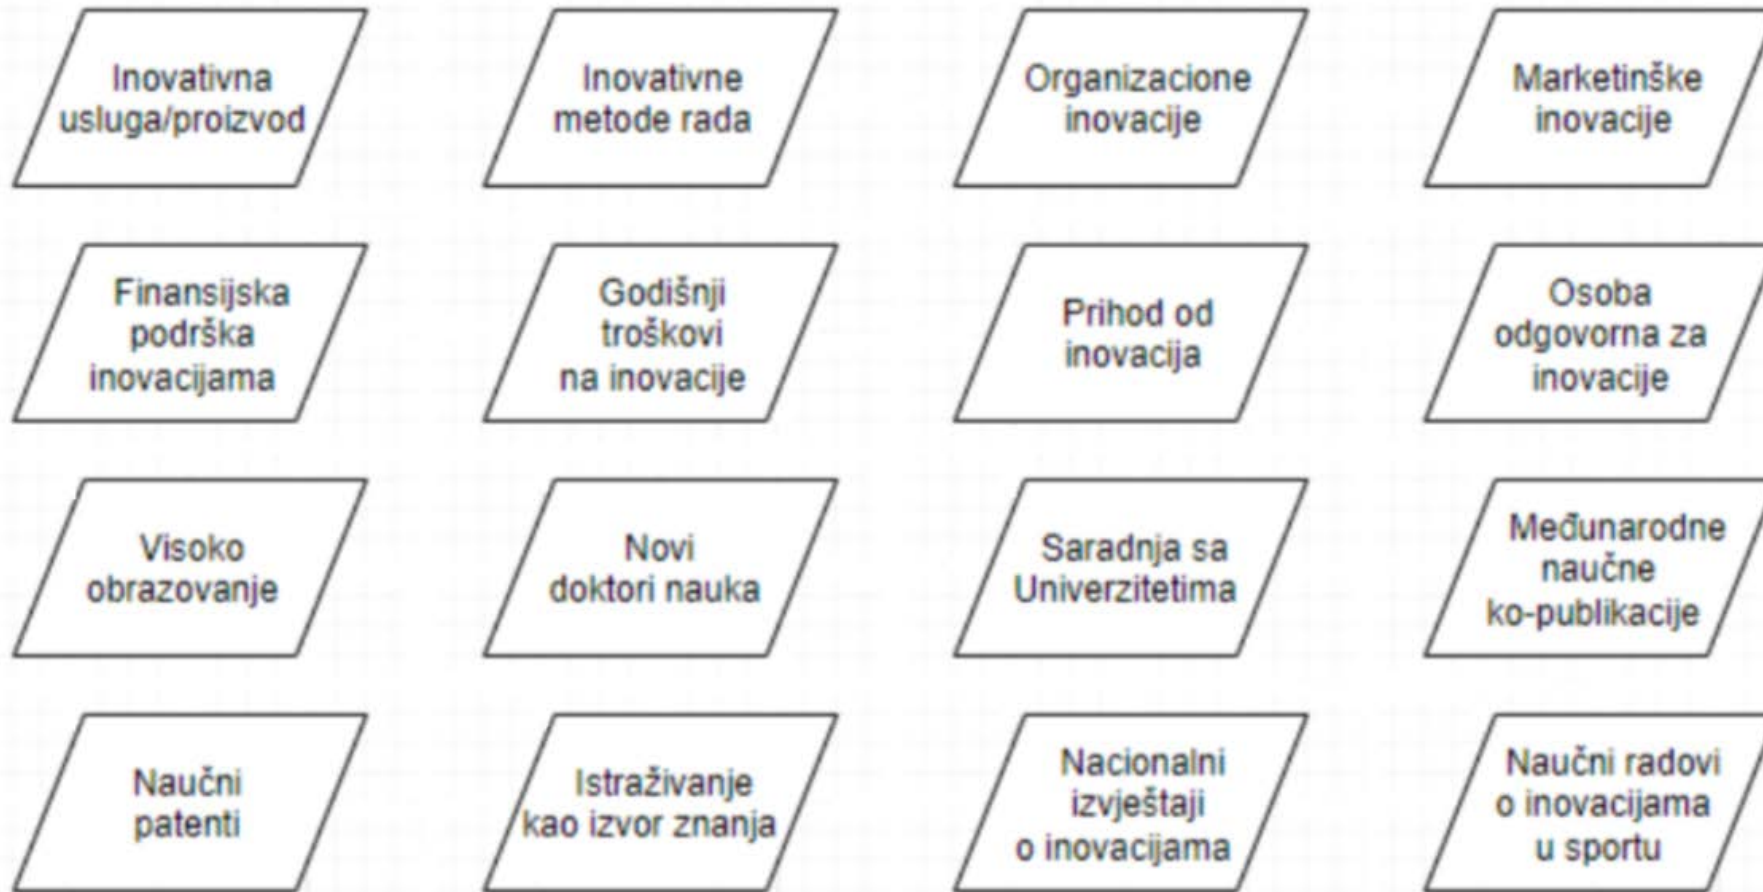 Inovativna
usluga/proizvod
Inovativne
metode rada
Organizacione
inovacije
Marketinške
inovacije
Finansijska
podrška
inovacijama
Godišnji
troškovi
na inovacije
Prihod od
inovacija
Osoba
odgovorna za
inovacije
Visoko
obrazovanje
Novi
doktori nauka
Saradnja sa
Univerzitetima
Međunarodne
naučne
ko-publikacije
Naučni
patenti
Istraživanje
kao izvor znanja
Nacionalni
izvještaji
o inovacijama
Naučni radovi
o inovacijama
u sportu